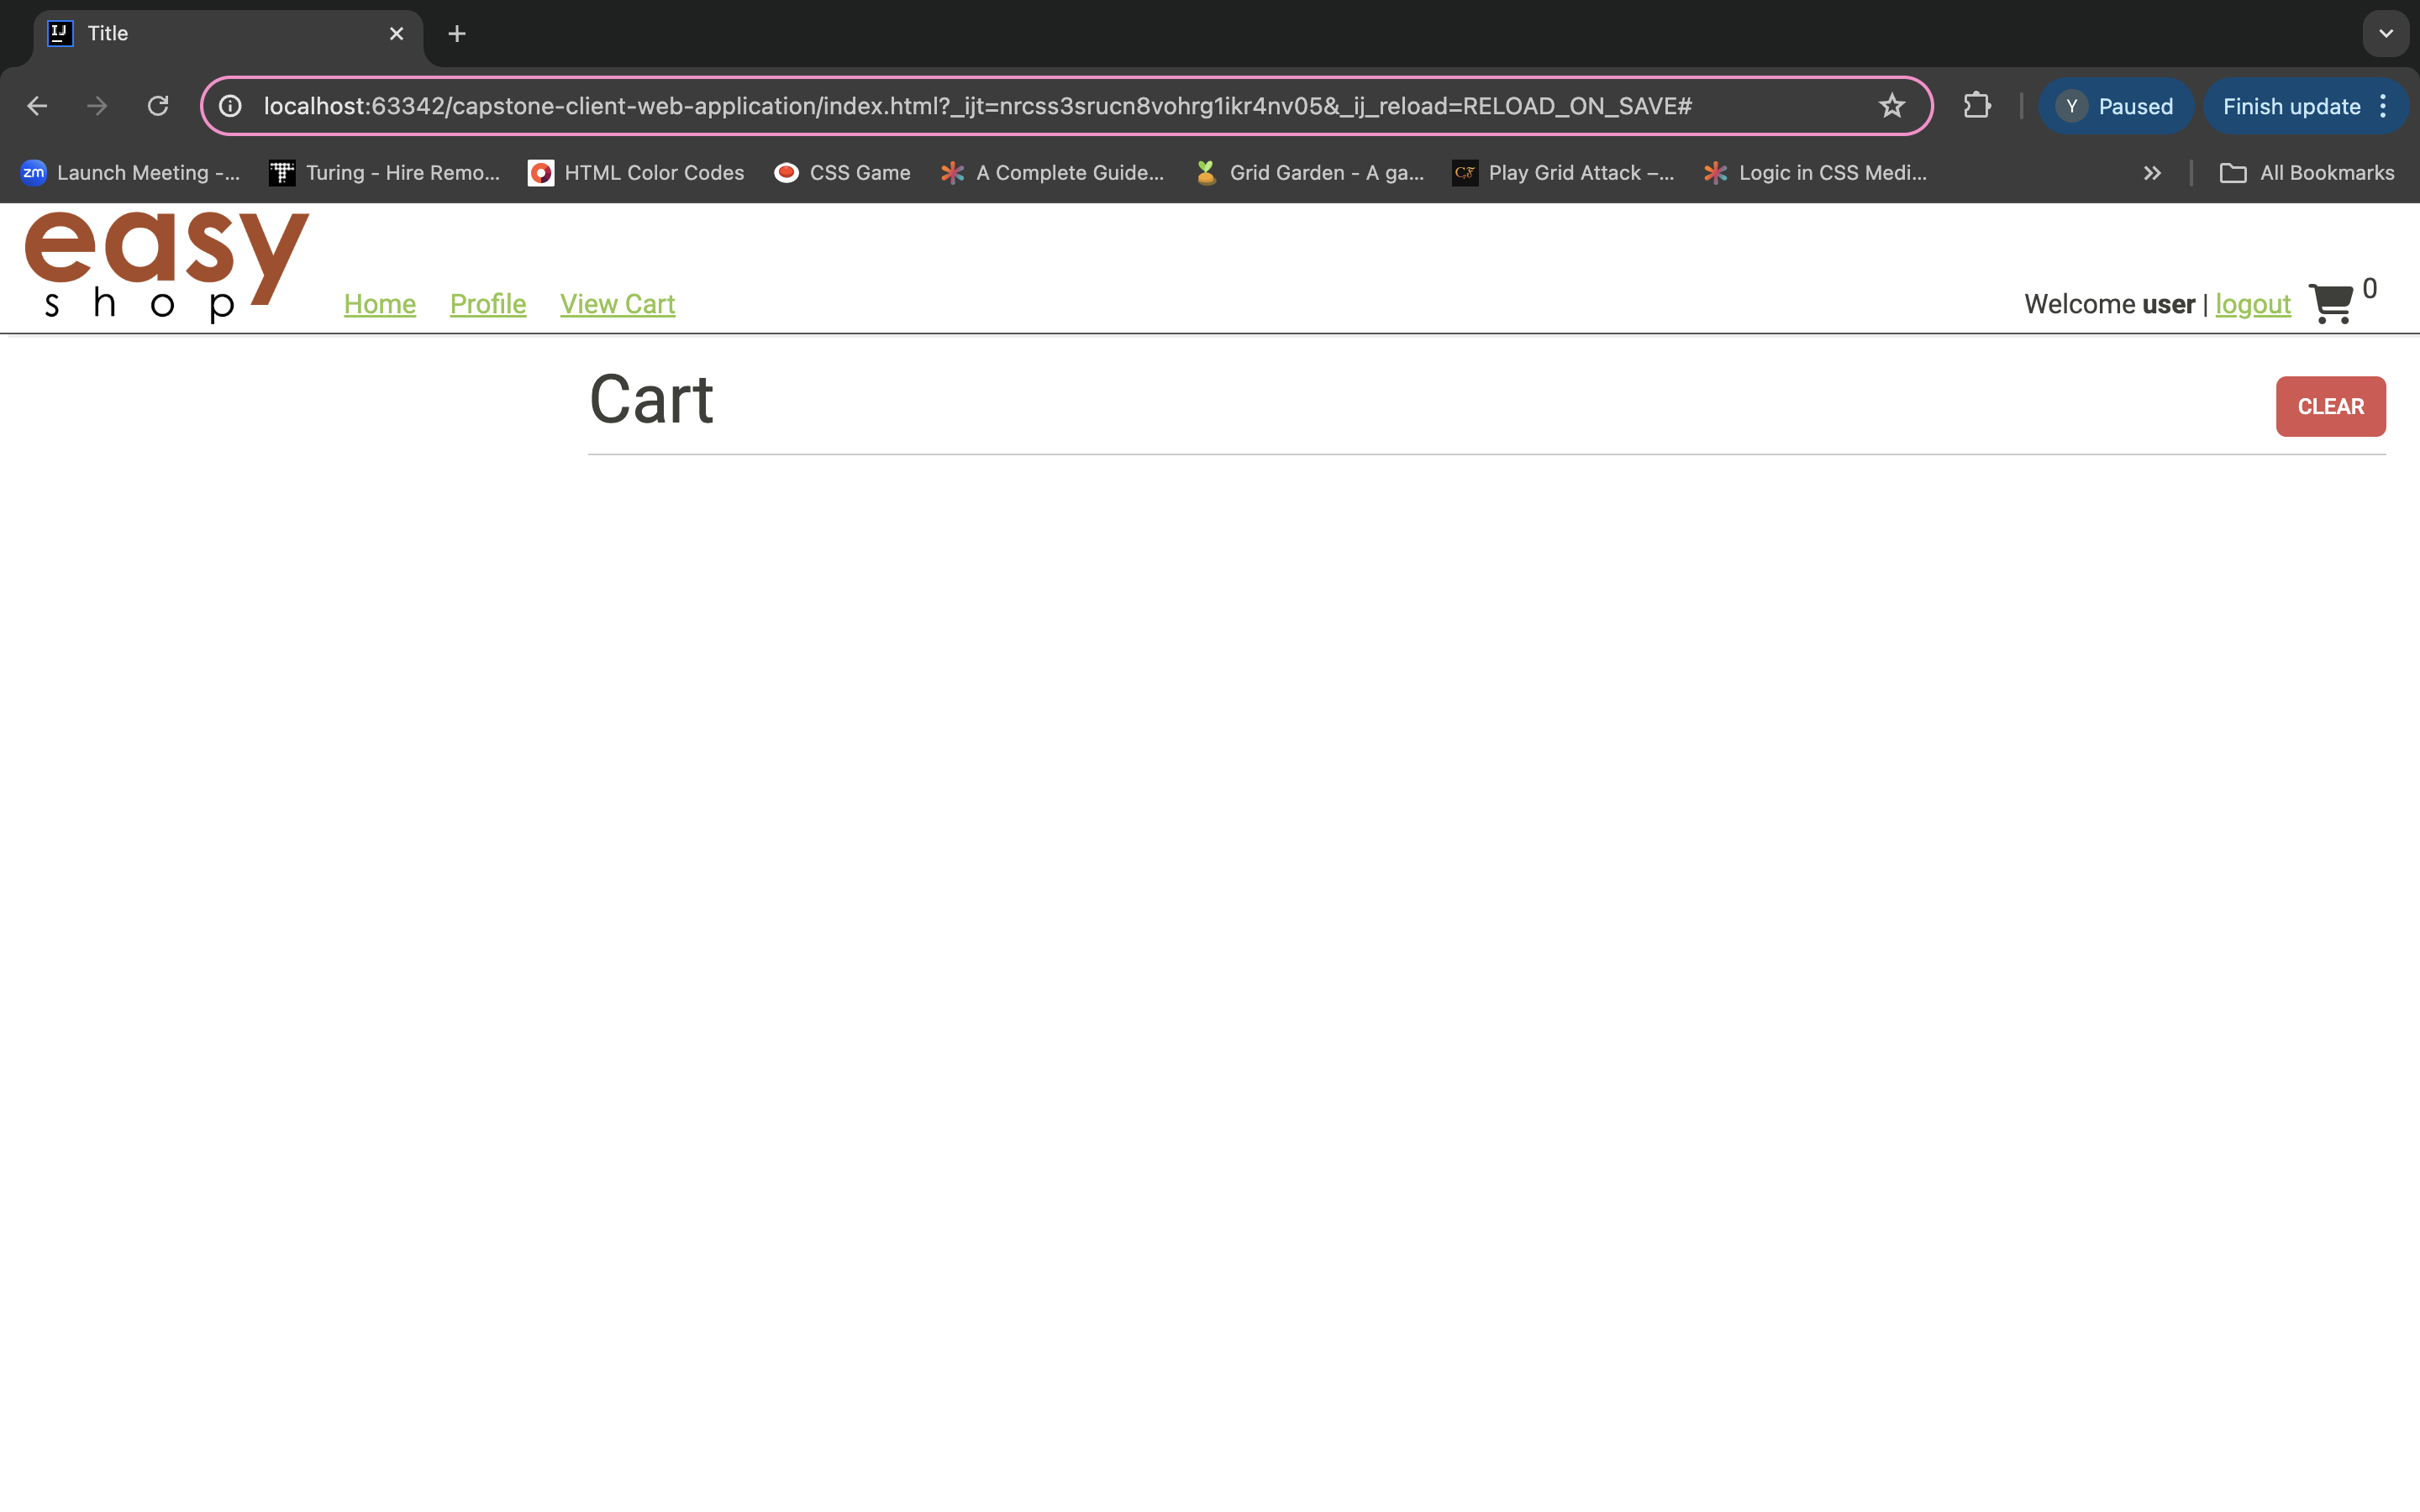 Title
localhost:63342/capstone-client-web-application/index.html?_ijt=nrcss3srucn8vohrg1ikr4nv05&_ij_reload=RELOAD_ON_SAVE#
Y Paused
Finish update
zm Launch Meeting -...
Turing - Hire Remo...
HTML Color Codes
CSS Game
A Complete Guide...
Grid Garden - A ga...
Play Grid Attack –...
Logic in CSS Medi...
All Bookmarks
easy
shop
Home Profile View Cart
Welcome user | logout 0
Cart
CLEAR